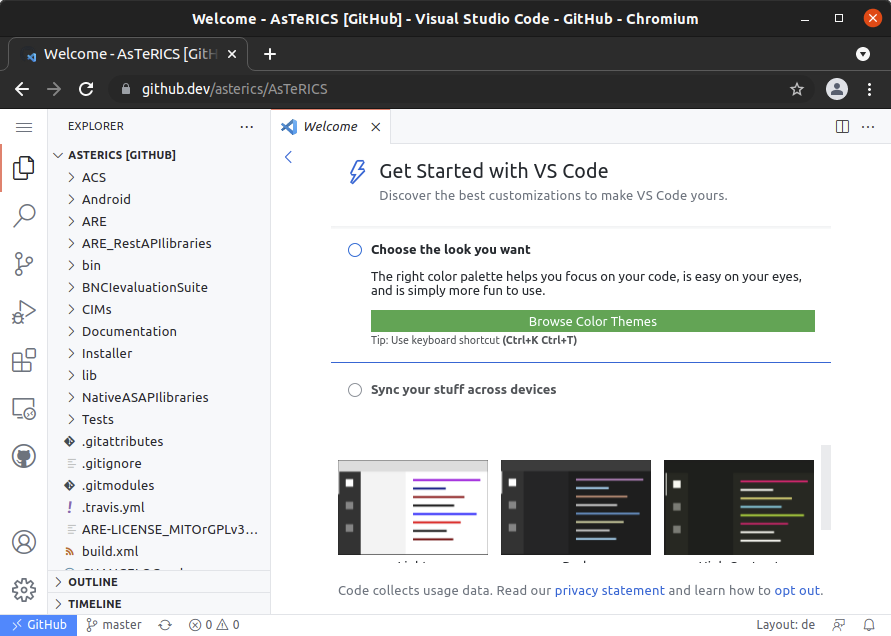 Welcome - AsTeRICS [GitHub] - Visual Studio Code - GitHub - Chromium
Welcome - AsTeRICS [GitH
github.dev/asterics/AsTeRICS
EXPLORER
Welcome
ASTERICS [GITHUB]
ACS
Android
ARE
ARE_RestAPIlibraries
bin
BNCIevaluationSuite
CIMs
Documentation
Installer
lib
NativeASAPIlibraries
Tests
.gitattributes
.gitignore
.gitmodules
.travis.yml
ARE-LICENSE_MITOrGPLv3...
build.xml
OUTLINE
TIMELINE
Get Started with VS Code
Discover the best customizations to make VS Code yours.
Choose the look you want
The right color palette helps you focus on your code, is easy on your eyes,
and is simply more fun to use.
Browse Color Themes
Tip: Use keyboard shortcut (Ctrl+K Ctrl+T)
Sync your stuff across devices
Code collects usage data. Read our privacy statement and learn how to opt out.
GitHub
master
0
0
Layout: de